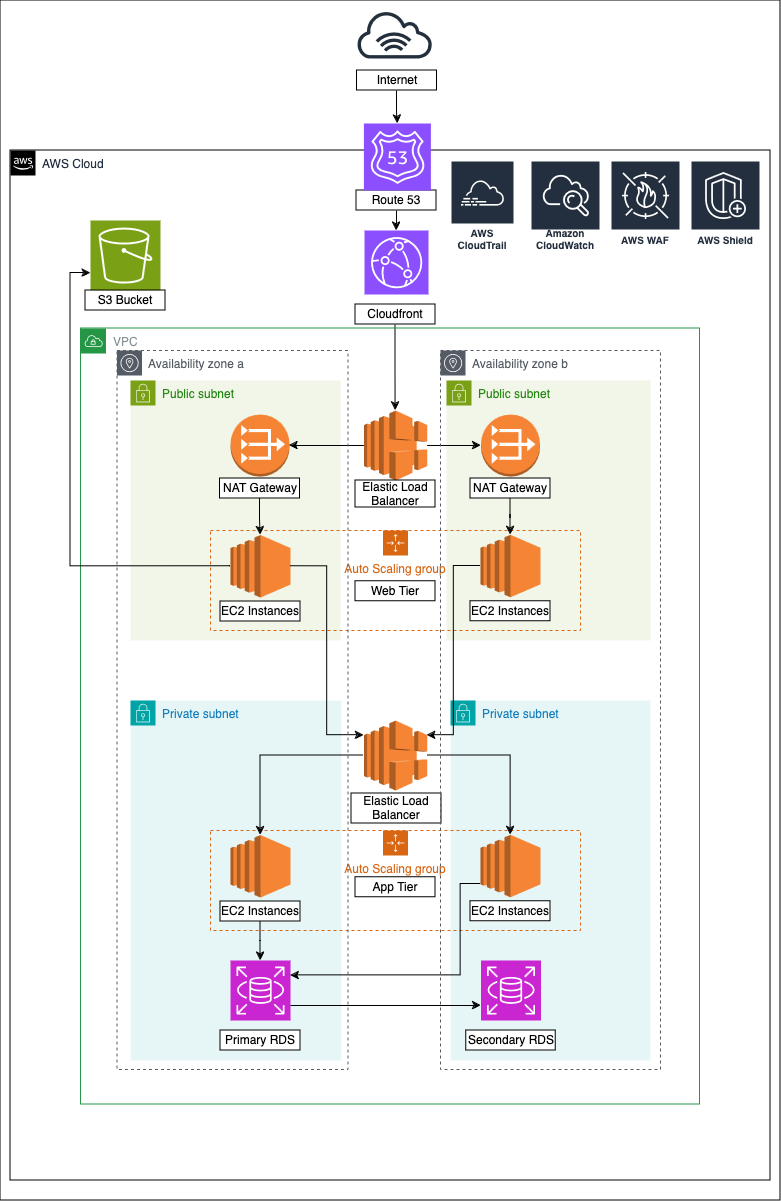 Internet
aws
AWS Cloud
53
Route 53
AWS
CloudTrail
Amazon
CloudWatch
AWS WAF
AWS Shield
S3 Bucket
Cloudfront
VPC
Availability zone a
Availability zone b
Public subnet
Public subnet
NAT Gateway
Elastic Load
Balancer
NAT Gateway
Auto Scaling group
Web Tier
EC2 Instances
EC2 Instances
Private subnet
Private subnet
Elastic Load
Balancer
Auto Scaling group
App Tier
EC2 Instances
EC2 Instances
Primary RDS
Secondary RDS